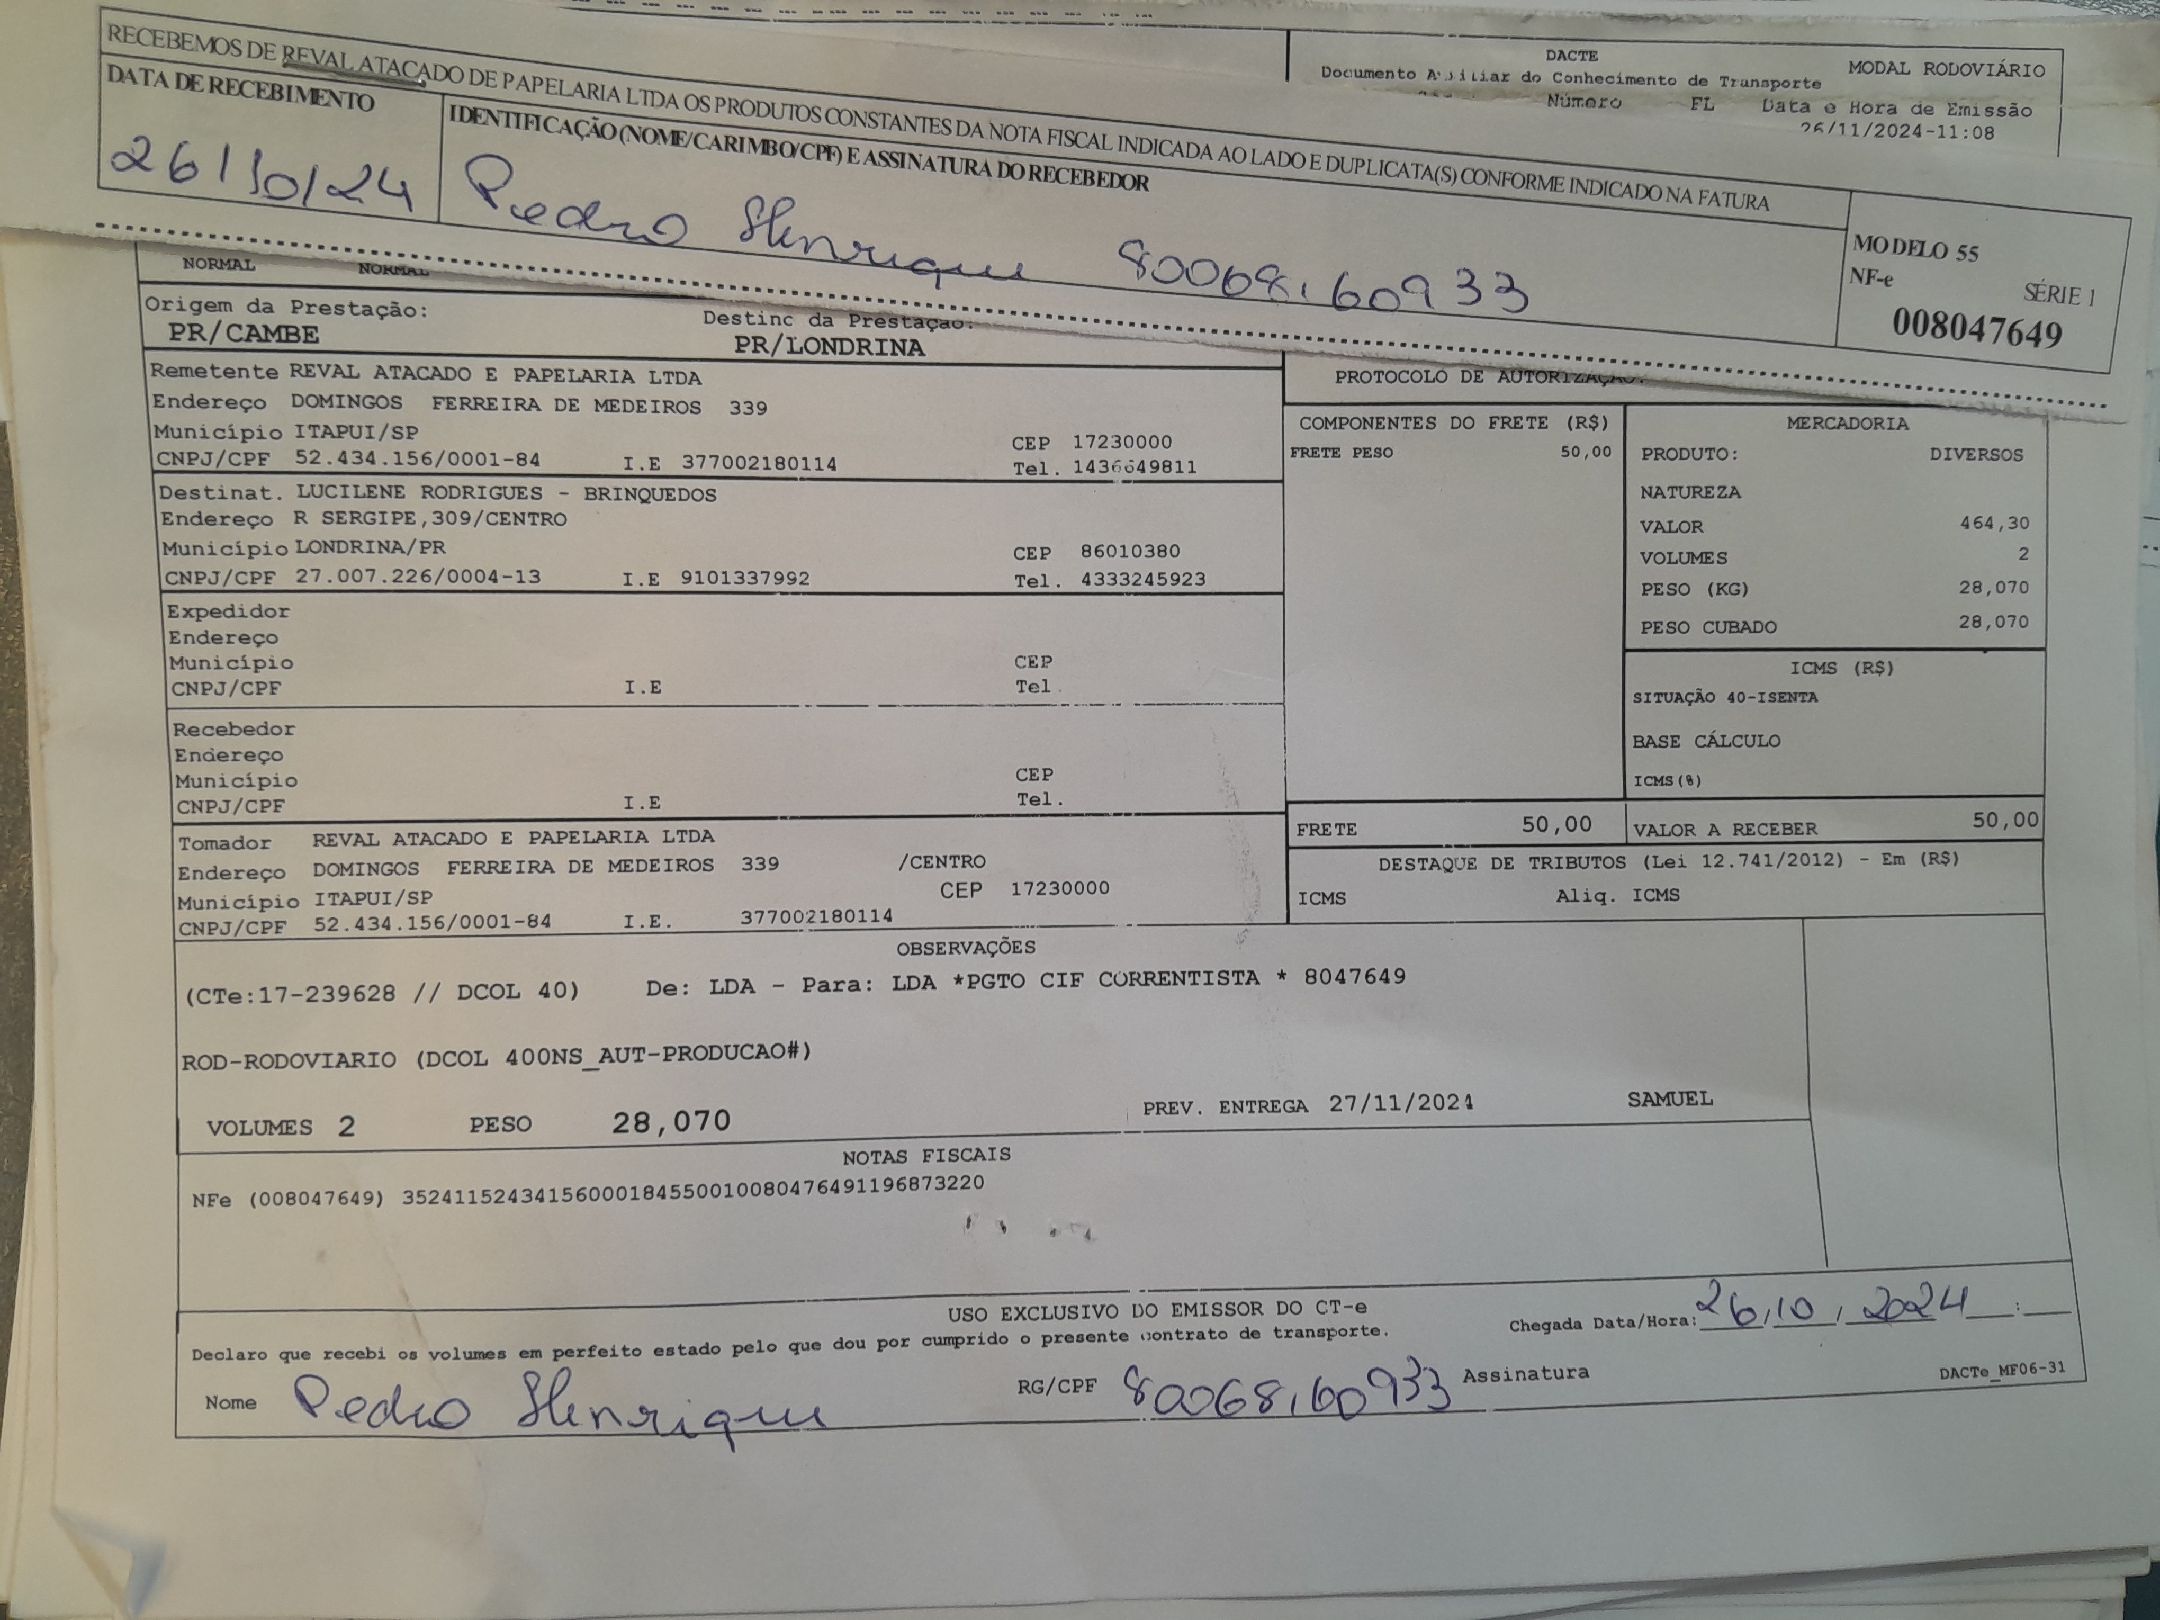 RECEBEMOS DE REVAL ATACADO DE PAPELARIA LTDA OS PRODUTOS CONSTANTES DA NOTA FISCAL INDICADA AO LADO E DUPLICATA(S) CONFORME INDICADO NA FATURA
DATA DE RECEBIMENTO
26/10/24
IDENTIFICAÇÃO (NOME/CARIMBO/CPF) E ASSINATURA DO RECEBEDOR
Pedro Henrique 80068.60933
MODELO 55
NF-e SÉRIE 1
008047649
DACTE
Documento Auxiliar do Conhecimento de Transporte
MODAL RODOVIÁRIO
Número FL Data e Hora de Emissão
26/11/2024-11:08
NORMAL NORMAL
Origem da Prestação:
PR/CAMBE
Destinc da Prestação:
PR/LONDRINA
PROTOCOLO DE AUTORIZAÇÃO:
Remetente REVAL ATACADO E PAPELARIA LTDA
Endereço DOMINGOS FERREIRA DE MEDEIROS 339
Município ITAPUI/SP CEP 17230000
CNPJ/CPF 52.434.156/0001-84 I.E 377002180114 Tel. 1436649811
Destinat. LUCILENE RODRIGUES - BRINQUEDOS
Endereço R SERGIPE,309/CENTRO
Município LONDRINA/PR CEP 86010380
CNPJ/CPF 27.007.226/0004-13 I.E 9101337992 Tel. 4333245923
Expedidor
Endereço
Município CEP
CNPJ/CPF I.E Tel.
Recebedor
Endereço
Município CEP
CNPJ/CPF I.E Tel.
Tomador REVAL ATACADO E PAPELARIA LTDA
Endereço DOMINGOS FERREIRA DE MEDEIROS 339 /CENTRO
Município ITAPUI/SP CEP 17230000
CNPJ/CPF 52.434.156/0001-84 I.E. 377002180114
COMPONENTES DO FRETE (R$)
FRETE PESO 50,00
MERCADORIA
PRODUTO: DIVERSOS
NATUREZA
VALOR 464,30
VOLUMES 2
PESO (KG) 28,070
PESO CUBADO 28,070
ICMS (R$)
SITUAÇÃO 40-ISENTA
BASE CÁLCULO
ICMS(%)
FRETE 50,00 VALOR A RECEBER 50,00
DESTAQUE DE TRIBUTOS (Lei 12.741/2012) - Em (R$)
ICMS Aliq. ICMS
OBSERVAÇÕES
(CTe:17-239628 // DCOL 40) De: LDA - Para: LDA *PGTO CIF CORRENTISTA * 8047649
ROD-RODOVIARIO (DCOL 400NS_AUT-PRODUCAO#)
VOLUMES 2 PESO 28,070 PREV. ENTREGA 27/11/2024 SAMUEL
NOTAS FISCAIS
NFe (008047649) 35241152434156000184550010080476491196873220
USO EXCLUSIVO DO EMISSOR DO CT-e
Declaro que recebi os volumes em perfeito estado pelo que dou por cumprido o presente contrato de transporte.
Chegada Data/Hora: 26/10/2024 __:__
Nome Pedro Henrique RG/CPF 80068.60933 Assinatura
DACTe_MF06-31